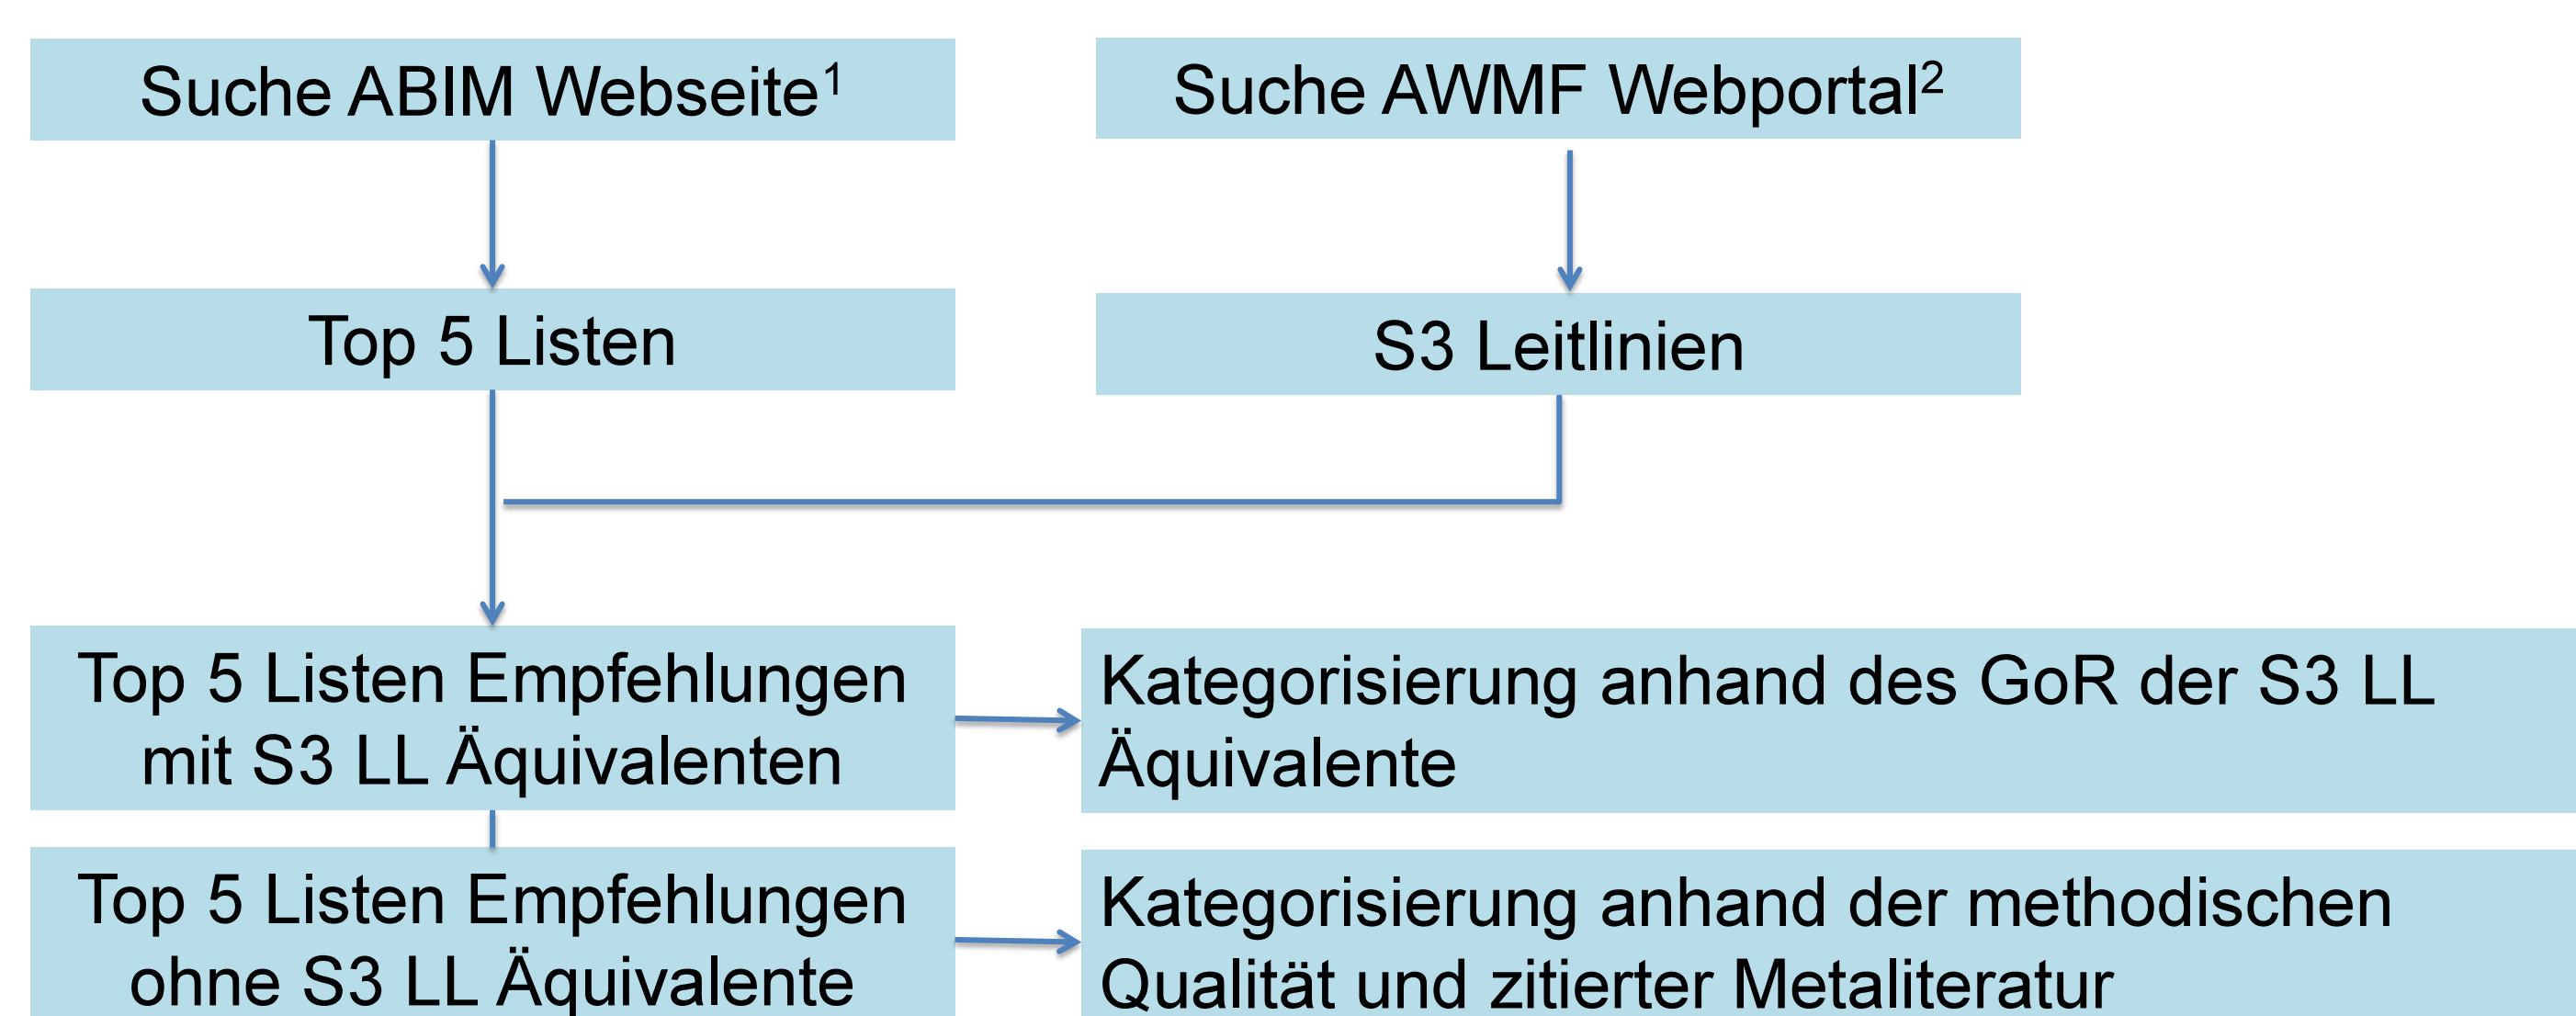 Suche ABIM Webseite¹
Suche AWMF Webportal²
Top 5 Listen
S3 Leitlinien
Top 5 Listen Empfehlungen
mit S3 LL Äquivalenten
Kategorisierung anhand des GoR der S3 LL
Äquivalente
Top 5 Listen Empfehlungen
ohne S3 LL Äquivalente
Kategorisierung anhand der methodischen
Qualität und zitierter Metaliteratur